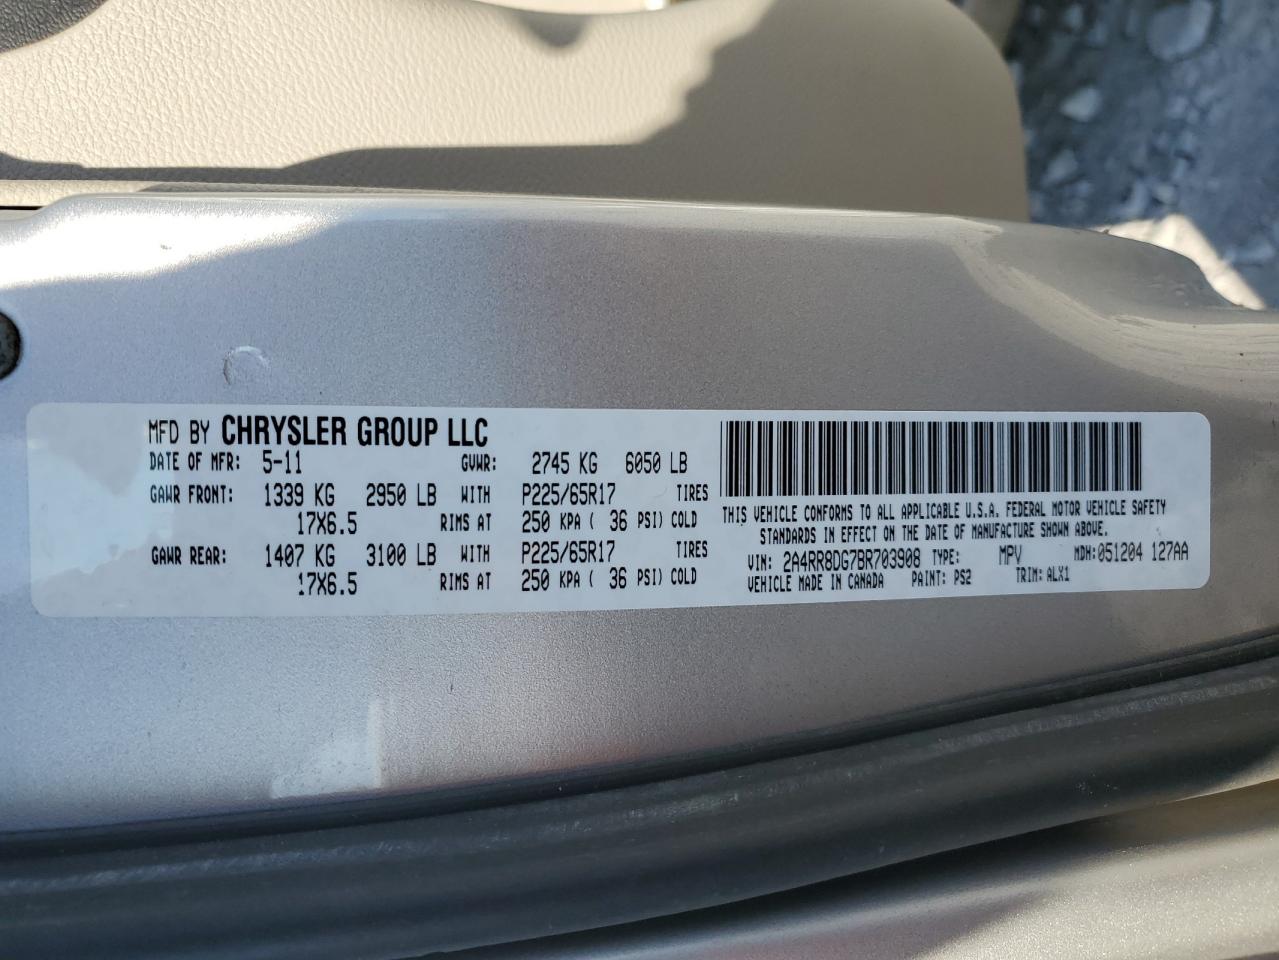 MFD BY CHRYSLER GROUP LLC
DATE OF MFR: 5-11 GVWR: 2745 KG 6050 LB
GAWR FRONT: 1339 KG 2950 LB WITH P225/65R17 TIRES
17X6.5 RIMS AT 250 KPA ( 36 PSI) COLD
GAWR REAR: 1407 KG 3100 LB WITH P225/65R17 TIRES
17X6.5 RIMS AT 250 KPA ( 36 PSI) COLD
THIS VEHICLE CONFORMS TO ALL APPLICABLE U.S.A. FEDERAL MOTOR VEHICLE SAFETY
STANDARDS IN EFFECT ON THE DATE OF MANUFACTURE SHOWN ABOVE.
VIN: 2A4RR8DG7BR703908 TYPE: MPV MDH:051204 127AA
VEHICLE MADE IN CANADA PAINT: PS2 TRIM: ALX1